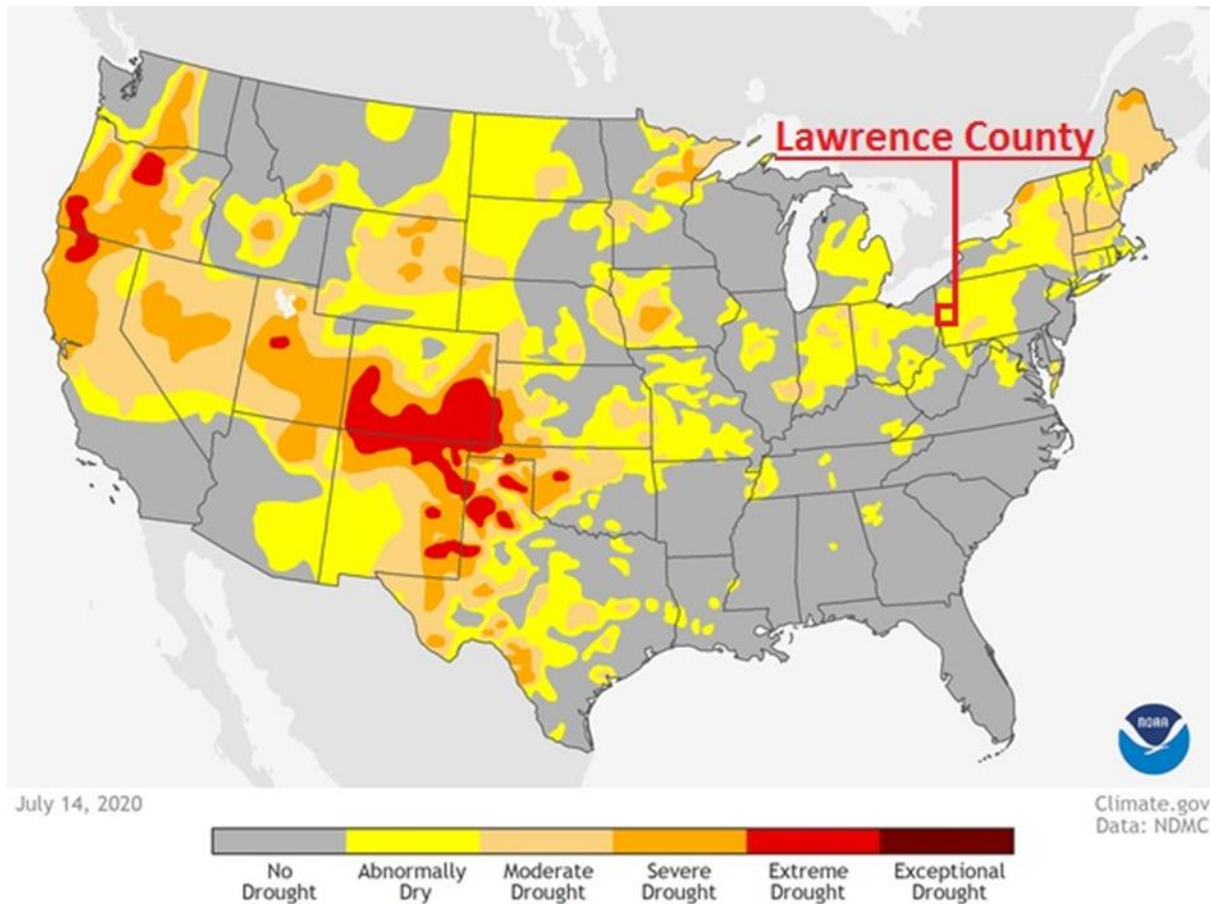 Lawrence County
NOAA
July 14, 2020
Climate.gov
Data: NDMC
No
Drought
Abnormally
Dry
Moderate
Drought
Severe
Drought
Extreme
Drought
Exceptional
Drought